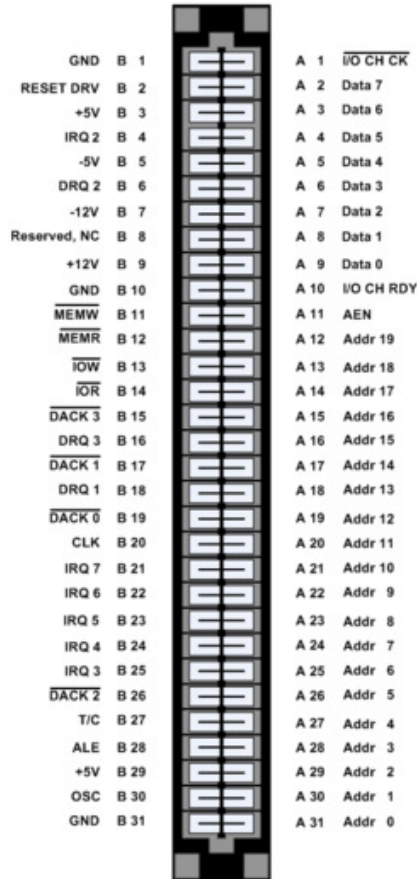 GND B 1 A 1 I/O CH CK
RESET DRV B 2 A 2 Data 7
+5V B 3 A 3 Data 6
IRQ 2 B 4 A 4 Data 5
-5V B 5 A 5 Data 4
DRQ 2 B 6 A 6 Data 3
-12V B 7 A 7 Data 2
Reserved, NC B 8 A 8 Data 1
+12V B 9 A 9 Data 0
GND B 10 A 10 I/O CH RDY
MEMW B 11 A 11 AEN
MEMR B 12 A 12 Addr 19
IOW B 13 A 13 Addr 18
IOR B 14 A 14 Addr 17
DACK 3 B 15 A 15 Addr 16
DRQ 3 B 16 A 16 Addr 15
DACK 1 B 17 A 17 Addr 14
DRQ 1 B 18 A 18 Addr 13
DACK 0 B 19 A 19 Addr 12
CLK B 20 A 20 Addr 11
IRQ 7 B 21 A 21 Addr 10
IRQ 6 B 22 A 22 Addr 9
IRQ 5 B 23 A 23 Addr 8
IRQ 4 B 24 A 24 Addr 7
IRQ 3 B 25 A 25 Addr 6
DACK 2 B 26 A 26 Addr 5
T/C B 27 A 27 Addr 4
ALE B 28 A 28 Addr 3
+5V B 29 A 29 Addr 2
OSC B 30 A 30 Addr 1
GND B 31 A 31 Addr 0